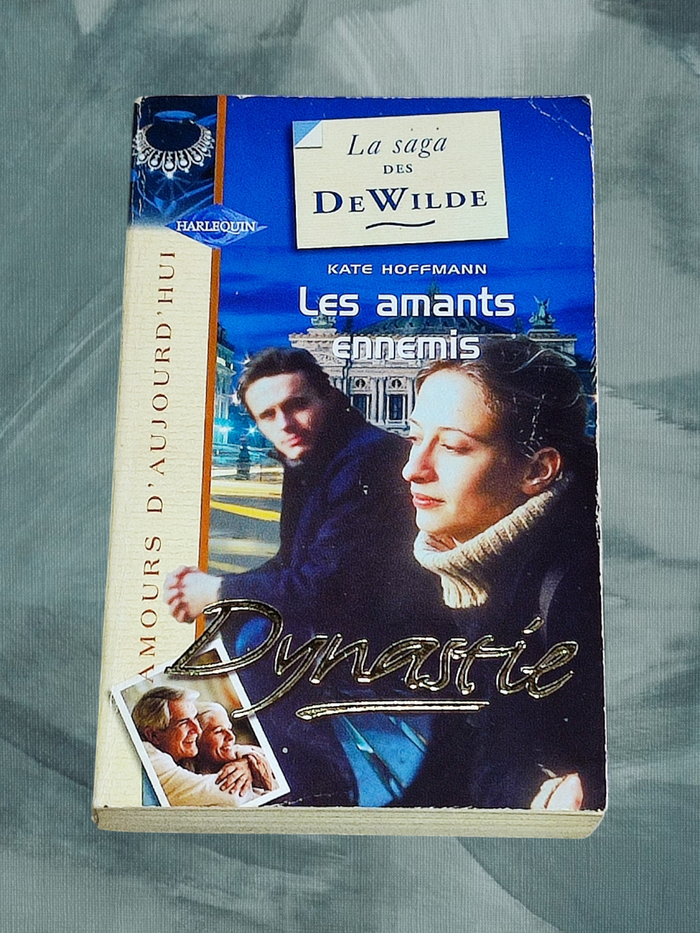 La saga
DES
DEWILDE
HARLEQUIN
KATE HOFFMANN
Les amants
ennemis
AMOURS D'AUJOURD'HUI
Dynastie